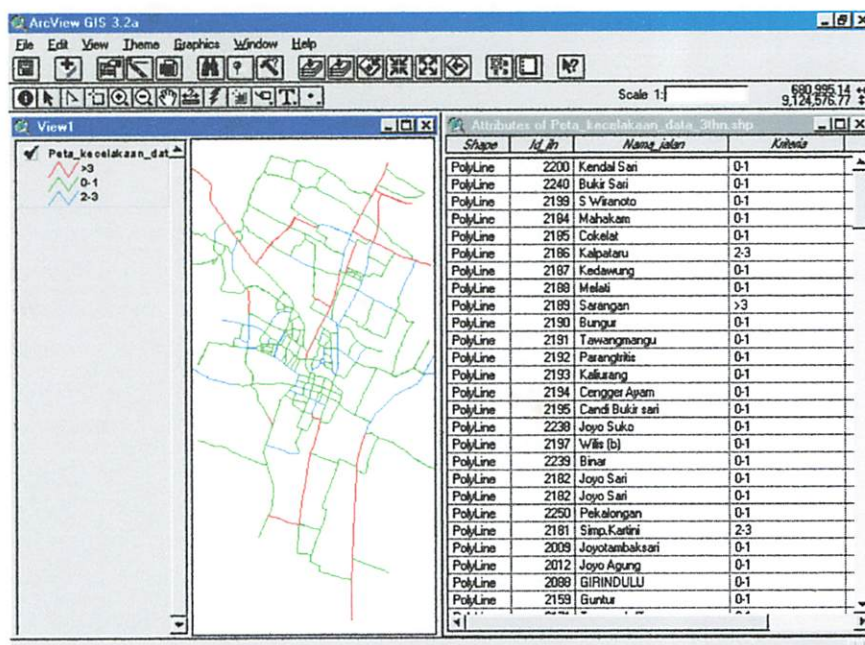 ArcView GIS 3.2a
File Edit View Theme Graphics Window Help
Scale 1:
680,995.14
9,124,576.77
View1
Peta_kecelakaan_dat
>3
0-1
2-3
Attributes of Peta_kecelakaan_data_3thn.shp
Shape Id_jln Nama_jalan Kriteria
PolyLine 2200 Kendal Sari 0-1
PolyLine 2240 Bukir Sari 0-1
PolyLine 2199 S Wiranoto 0-1
PolyLine 2184 Mahakam 0-1
PolyLine 2185 Cokelat 0-1
PolyLine 2186 Kalpataru 2-3
PolyLine 2187 Kedawung 0-1
PolyLine 2188 Melati 0-1
PolyLine 2189 Sarangan >3
PolyLine 2190 Bungur 0-1
PolyLine 2191 Tawangmangu 0-1
PolyLine 2192 Parangtritis 0-1
PolyLine 2193 Kaliurang 0-1
PolyLine 2194 Cengger Ayam 0-1
PolyLine 2195 Candi Bukir sari 0-1
PolyLine 2238 Joyo Suko 0-1
PolyLine 2197 Wilis (b) 0-1
PolyLine 2239 Binar 0-1
PolyLine 2182 Joyo Sari 0-1
PolyLine 2182 Joyo Sari 0-1
PolyLine 2250 Pekalongan 0-1
PolyLine 2181 Simp.Kartini 2-3
PolyLine 2009 Joyotambaksari 0-1
PolyLine 2012 Joyo Agung 0-1
PolyLine 2088 GIRINDULU 0-1
PolyLine 2159 Guntur 0-1